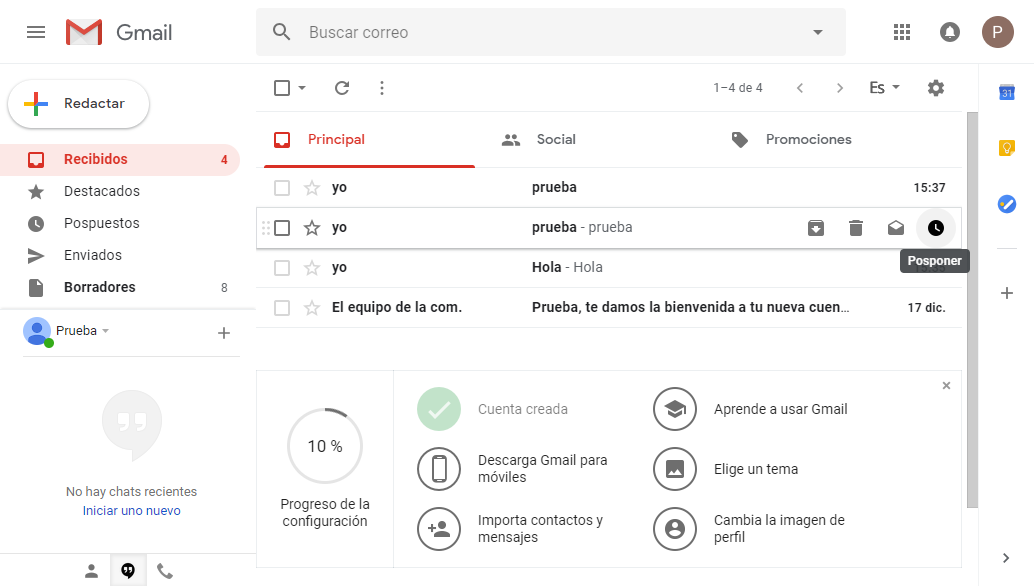 Gmail
Buscar correo
P
Redactar
1–4 de 4
Es
31
Recibidos 4
Destacados
Pospuestos
Enviados
Borradores 8
Principal
Social
Promociones
yo prueba 15:37
yo prueba - prueba
Posponer
yo Hola - Hola
El equipo de la com. Prueba, te damos la bienvenida a tu nueva cuen… 17 dic.
Prueba
No hay chats recientes
Iniciar uno nuevo
10 %
Progreso de la
configuración
Cuenta creada
Aprende a usar Gmail
Descarga Gmail para
móviles
Elige un tema
Importa contactos y
mensajes
Cambia la imagen de
perfil